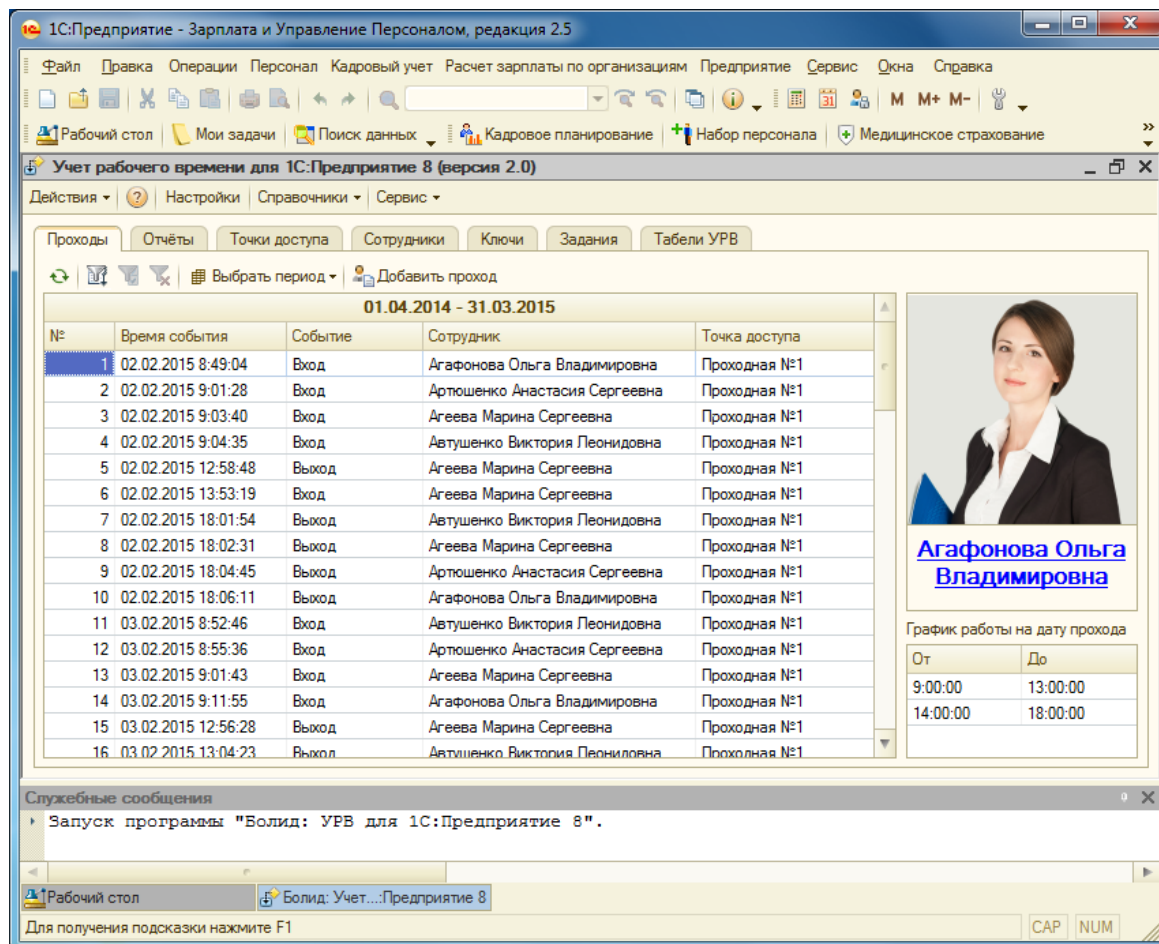 1С:Предприятие - Зарплата и Управление Персоналом, редакция 2.5
Файл Правка Операции Персонал Кадровый учет Расчет зарплаты по организациям Предприятие Сервис Окна Справка
M M+ M-
Рабочий стол Мои задачи Поиск данных Кадровое планирование Набор персонала Медицинское страхование
Учет рабочего времени для 1С:Предприятие 8 (версия 2.0)
Действия Настройки Справочники Сервис
Проходы Отчёты Точки доступа Сотрудники Ключи Задания Табели УРВ
Выбрать период Добавить проход
01.04.2014 - 31.03.2015
№ Время события Событие Сотрудник Точка доступа
1 02.02.2015 8:49:04 Вход Агафонова Ольга Владимировна Проходная №1
2 02.02.2015 9:01:28 Вход Артюшенко Анастасия Сергеевна Проходная №1
3 02.02.2015 9:03:40 Вход Агеева Марина Сергеевна Проходная №1
4 02.02.2015 9:04:35 Вход Автушенко Виктория Леонидовна Проходная №1
5 02.02.2015 12:58:48 Выход Агеева Марина Сергеевна Проходная №1
6 02.02.2015 13:53:19 Вход Агеева Марина Сергеевна Проходная №1
7 02.02.2015 18:01:54 Выход Автушенко Виктория Леонидовна Проходная №1
8 02.02.2015 18:02:31 Выход Агеева Марина Сергеевна Проходная №1
9 02.02.2015 18:04:45 Выход Артюшенко Анастасия Сергеевна Проходная №1
10 02.02.2015 18:06:11 Выход Агафонова Ольга Владимировна Проходная №1
11 03.02.2015 8:52:46 Вход Автушенко Виктория Леонидовна Проходная №1
12 03.02.2015 8:55:36 Вход Артюшенко Анастасия Сергеевна Проходная №1
13 03.02.2015 9:01:43 Вход Агеева Марина Сергеевна Проходная №1
14 03.02.2015 9:11:55 Вход Агафонова Ольга Владимировна Проходная №1
15 03.02.2015 12:56:28 Выход Агеева Марина Сергеевна Проходная №1
16 03.02.2015 13:04:23 Выход Автушенко Виктория Леонидовна Проходная №1
Агафонова Ольга
Владимировна
График работы на дату прохода
От До
9:00:00 13:00:00
14:00:00 18:00:00
Служебные сообщения
Запуск программы "Болид: УРВ для 1С:Предприятие 8".
Рабочий стол Болид: Учет...:Предприятие 8
Для получения подсказки нажмите F1 CAP NUM